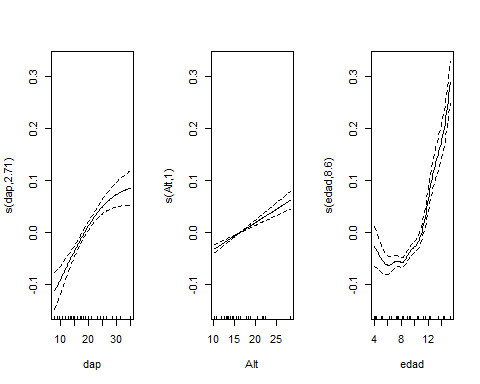 s(dap,2.71)
-0.1 0.0 0.1 0.2 0.3
10 20 30
dap
s(Alt,1)
-0.1 0.0 0.1 0.2 0.3
10 15 20 25
Alt
s(edad,8.6)
-0.1 0.0 0.1 0.2 0.3
4 6 8 12
edad